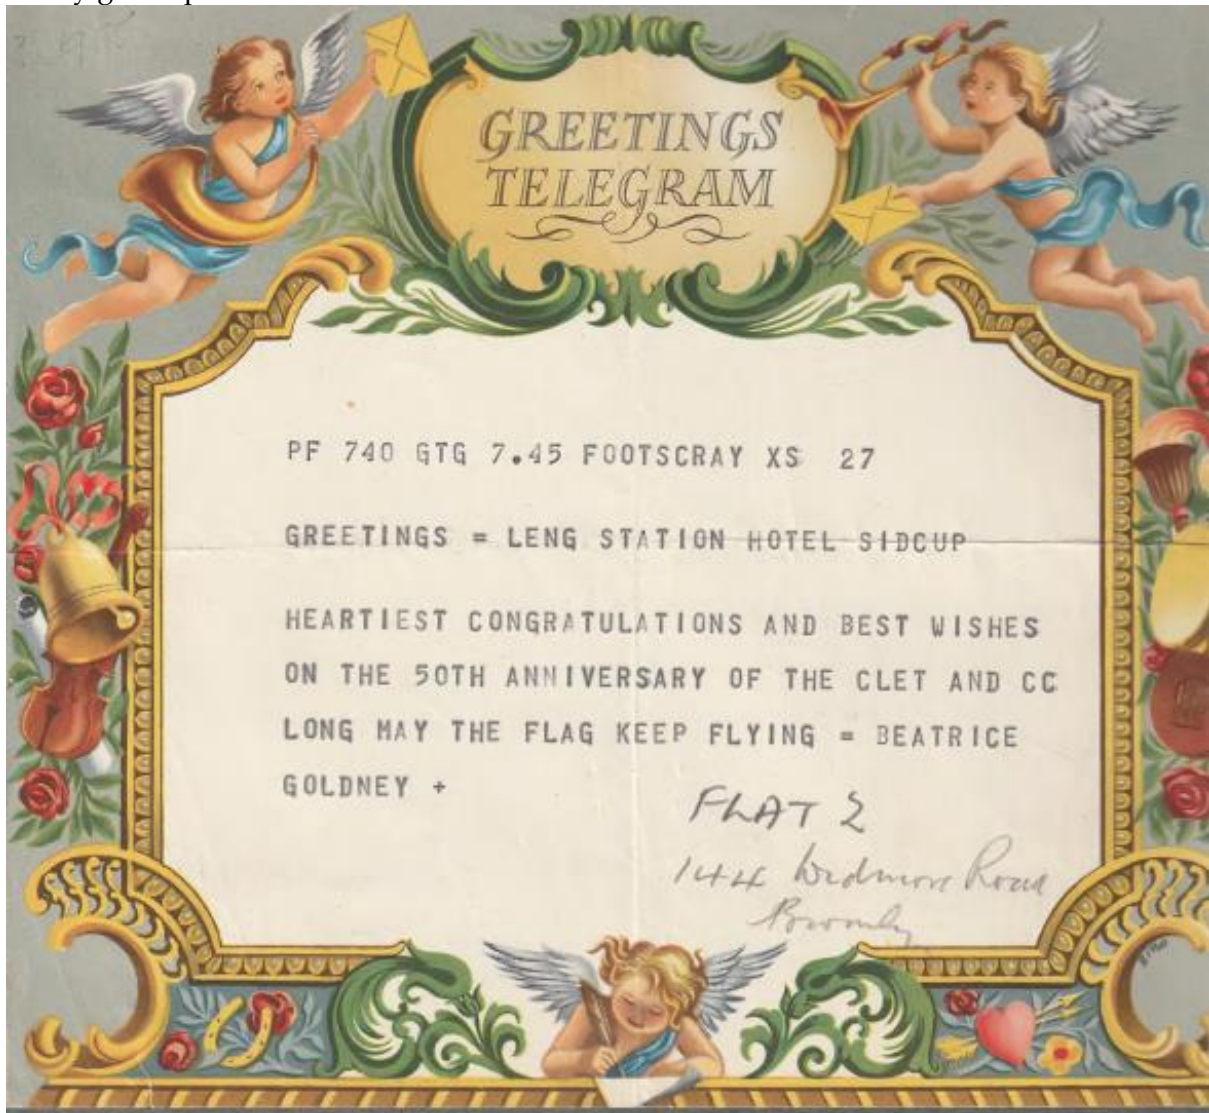 GREETINGS
TELEGRAM
PF 740 GTG 7.45 FOOTSCRAY XS 27
GREETINGS = LENG STATION HOTEL SIDCUP
HEARTIEST CONGRATULATIONS AND BEST WISHES
ON THE 50TH ANNIVERSARY OF THE CLET AND CC
LONG MAY THE FLAG KEEP FLYING = BEATRICE
GOLDNEY +
FLAT 2
144 Widmore Road
Bromley